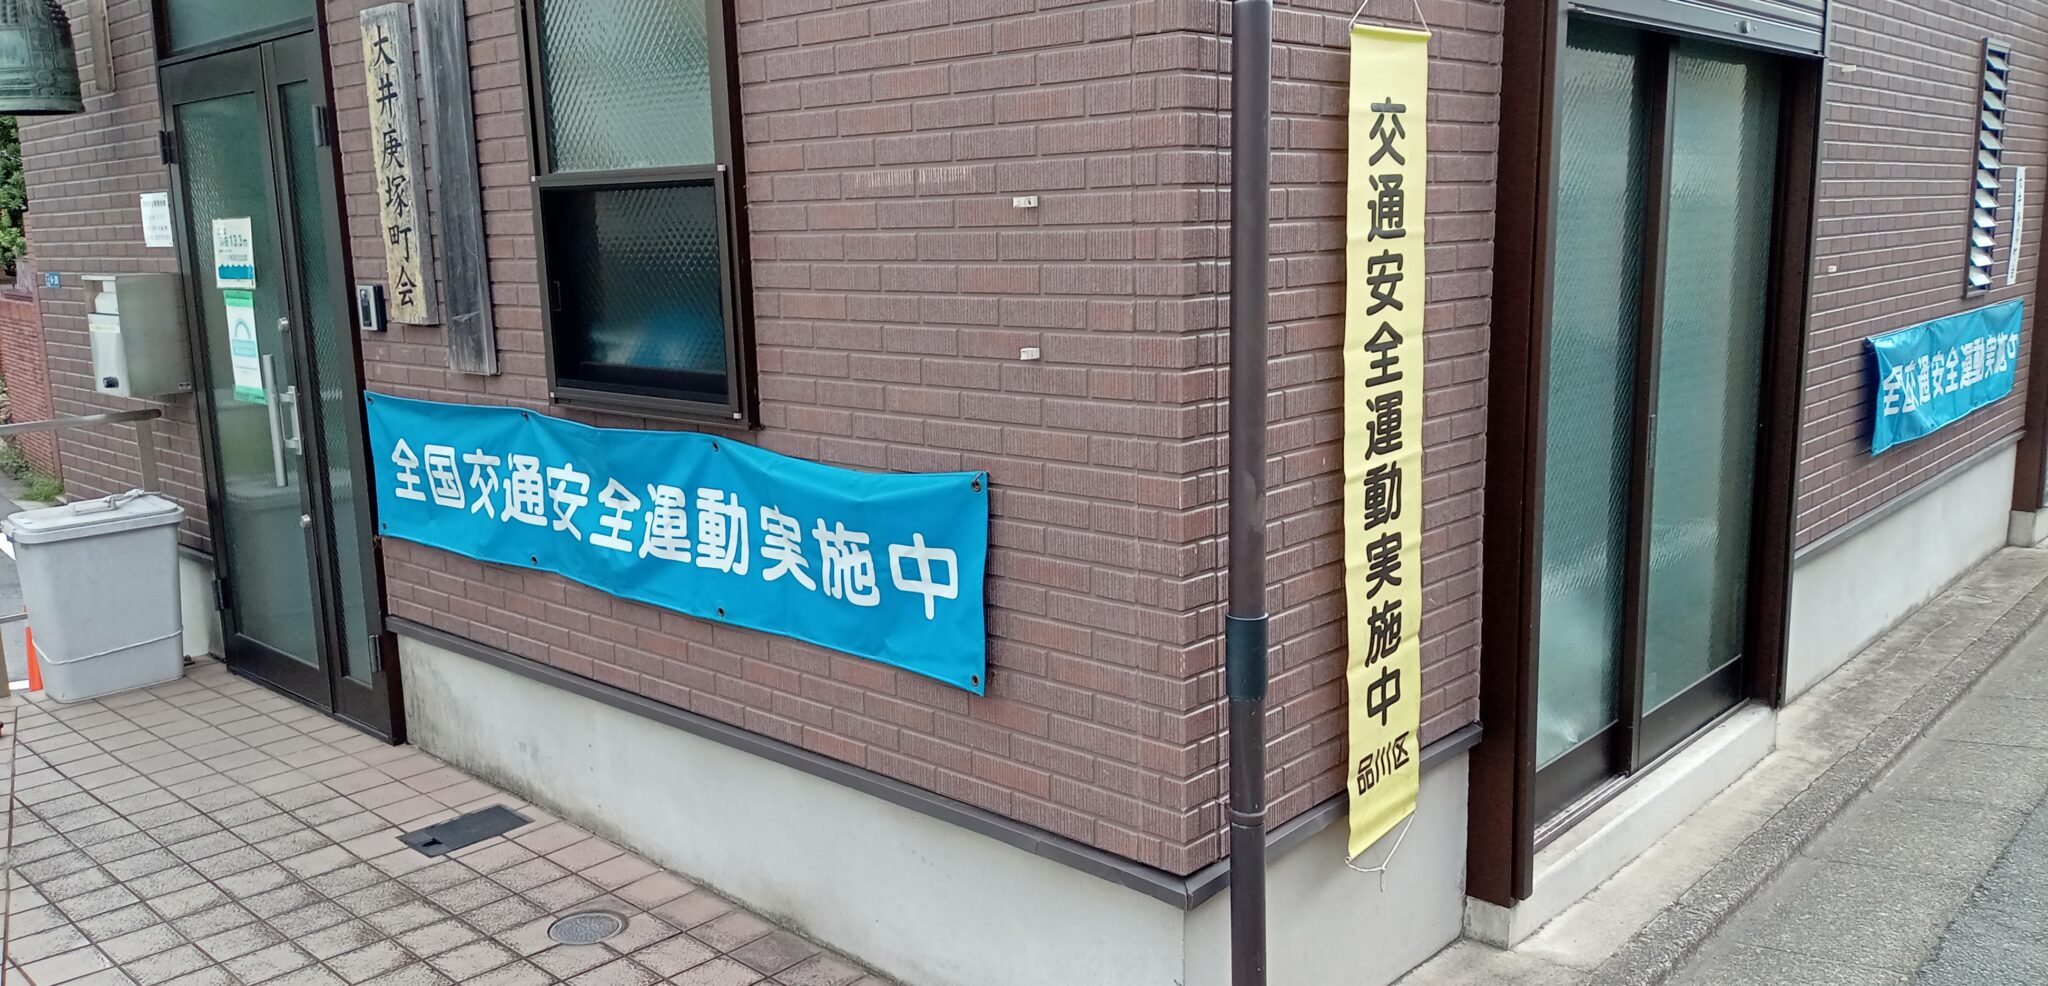 大井庚塚町会
13.3m
全国交通安全運動実施中
交通安全運動実施中
品川区
全国交通安全運動実施中